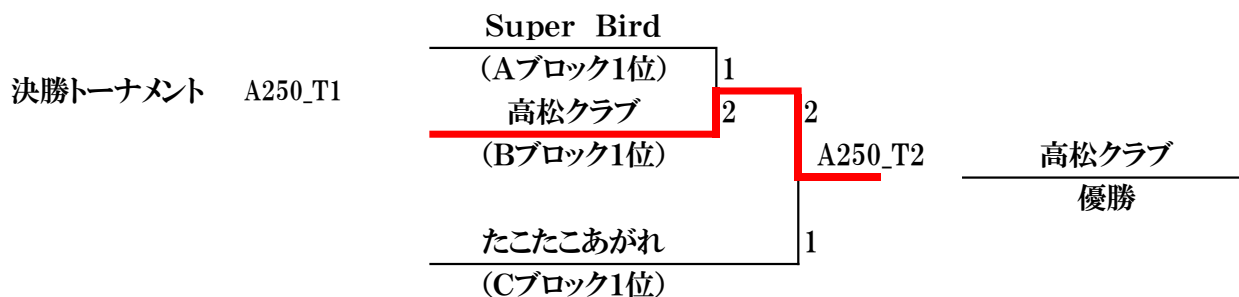 Super Bird
(Aブロック1位)
1
決勝トーナメント A250_T1
高松クラブ
2
2
(Bブロック1位)
A250_T2
高松クラブ
優勝
たこたこあがれ
1
(Cブロック1位)